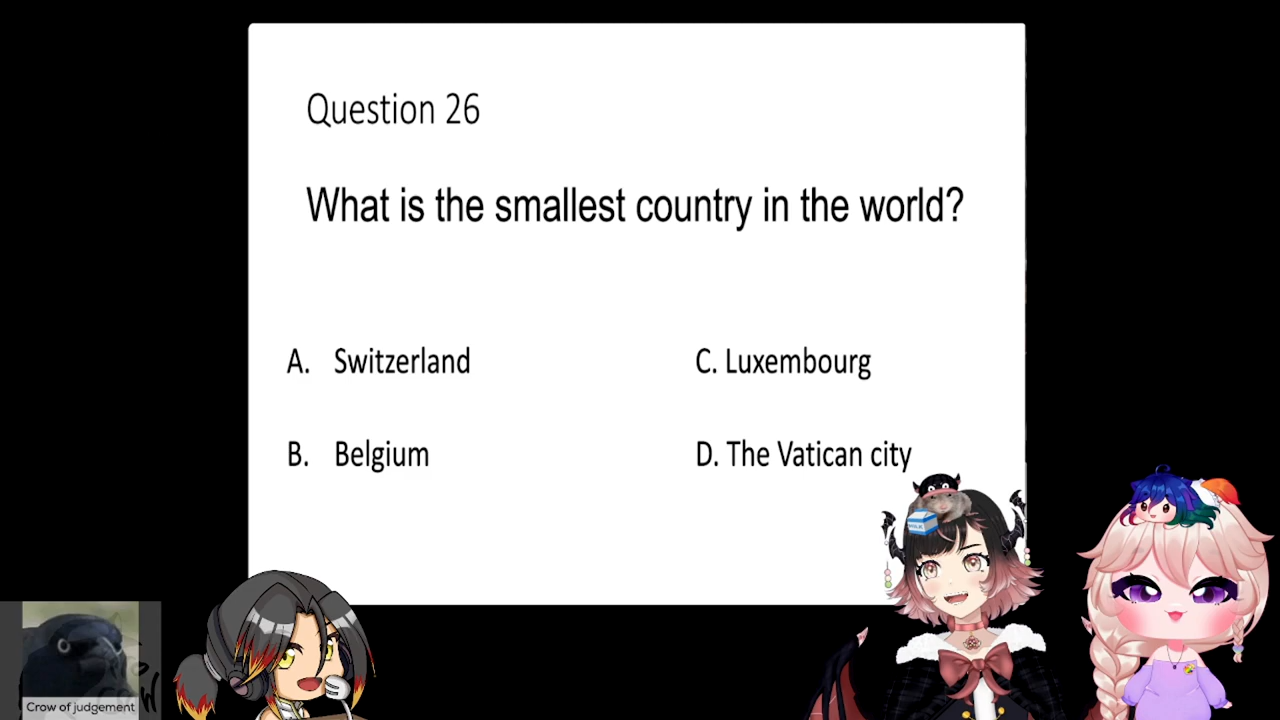 Question 26
What is the smallest country in the world?
A. Switzerland
C. Luxembourg
B. Belgium
D. The Vatican city
Crow of judgement